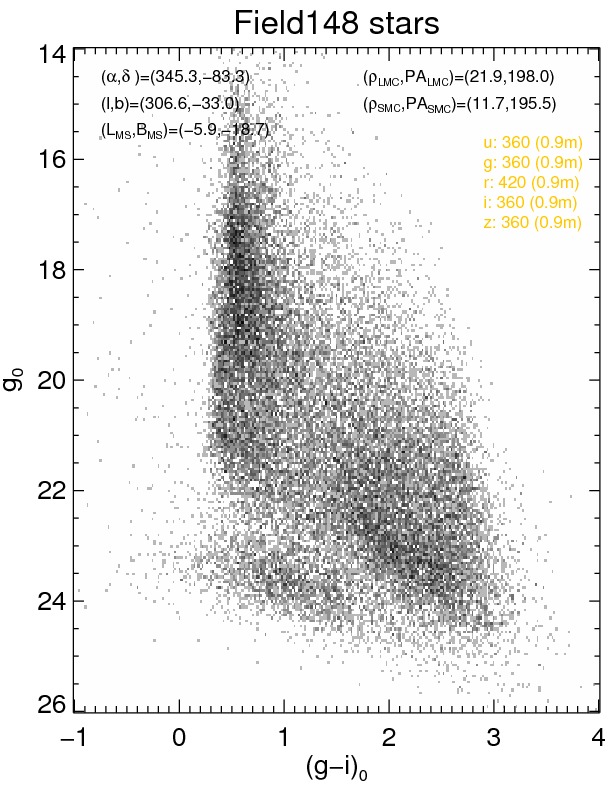 Field148 stars
14
(α,δ )=(345.3,−83.3)
(ρLMC,PALMC)=(21.9,198.0)
(l,b)=(306.6,−33.0)
(ρSMC,PASMC)=(11.7,195.5)
(LMS,BMS)=(−5.9,−18.7)
u: 360 (0.9m)
16
g: 360 (0.9m)
r: 420 (0.9m)
i: 360 (0.9m)
z: 360 (0.9m)
18
g0
20
22
24
26
−1 0 1 2 3 4
(g−i)0